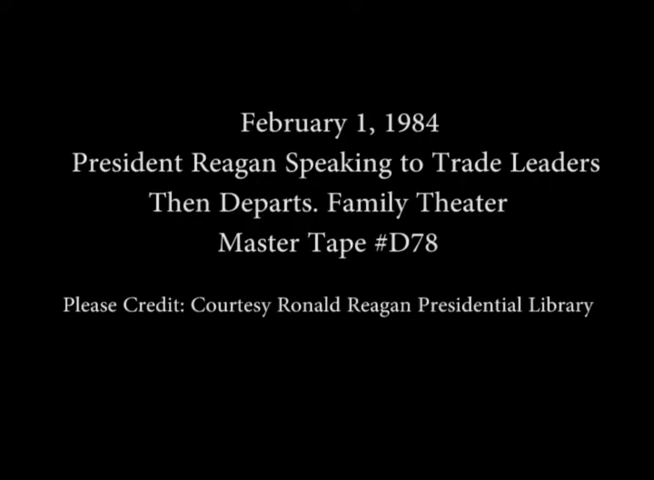 February 1, 1984
President Reagan Speaking to Trade Leaders
Then Departs. Family Theater
Master Tape #D78
Please Credit: Courtesy Ronald Reagan Presidential Library